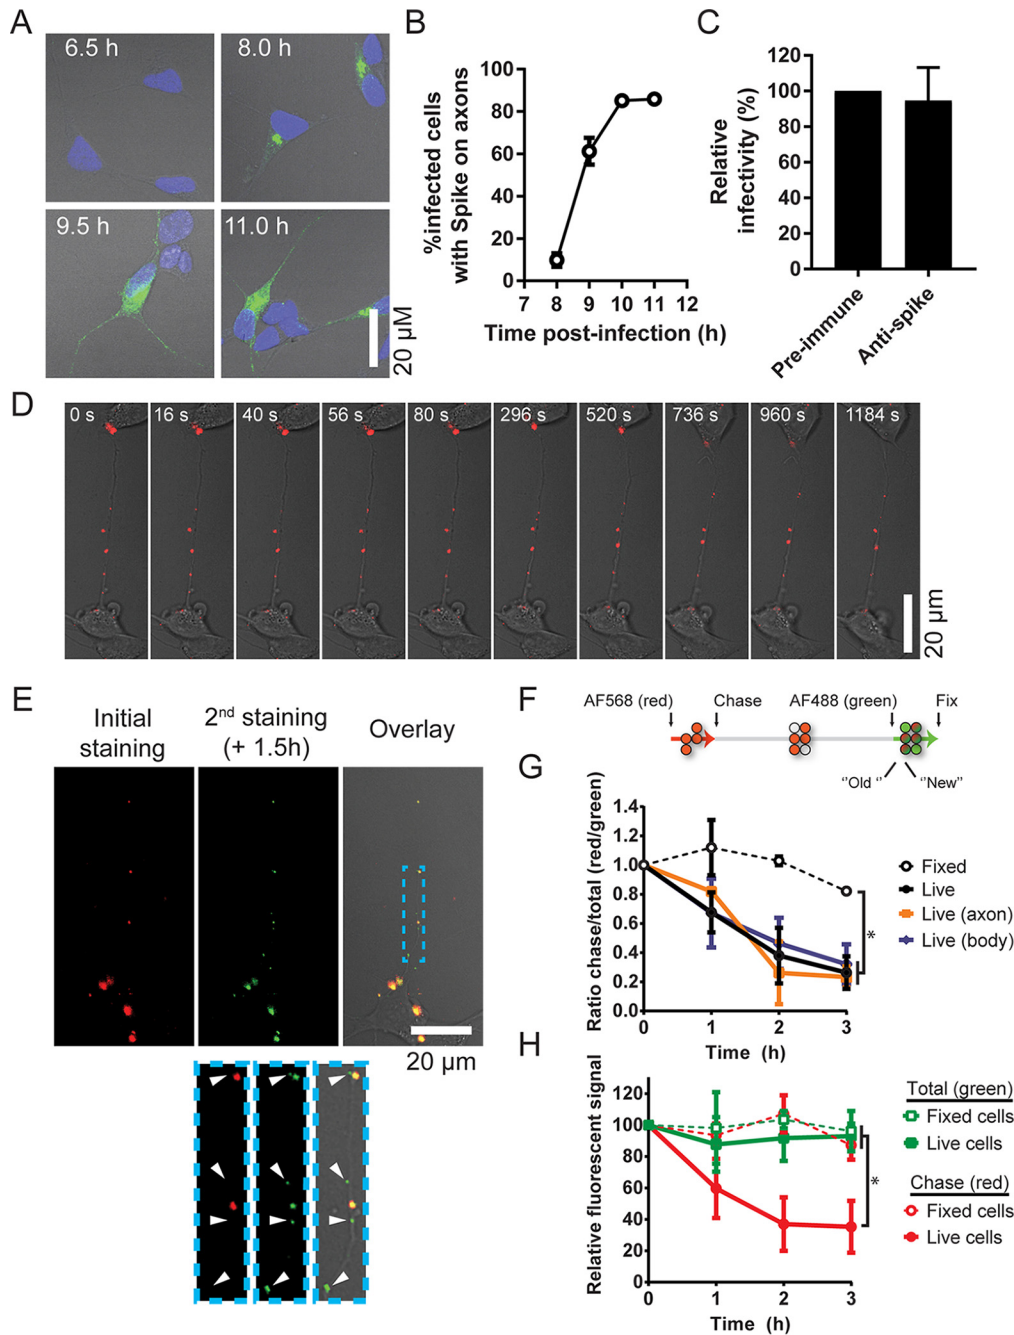 A
6.5 h
8.0 h
9.5 h
11.0 h
20 µM
B
%infected cells
with Spike on axons
100
80
60
40
20
0
7 8 9 10 11 12
Time post-infection (h)
C
Relative
infectivity (%)
120
100
80
60
40
20
0
Pre-immune
Anti-spike
D
0 s
16 s
40 s
56 s
80 s
296 s
520 s
736 s
960 s
1184 s
20 µm
E
Initial
staining
2nd staining
(+ 1.5h)
Overlay
20 µm
F
AF568 (red)
Chase
AF488 (green)
Fix
‘‘Old ‘’
‘‘New’’
G
Ratio chase/total (red/green)
1.4
1.2
1.0
0.8
0.6
0.4
0.2
0.0
0 1 2 3
Time (h)
*
Fixed
Live
Live (axon)
Live (body)
H
Relative fluorescent signal
120
100
80
60
40
20
0
0 1 2 3
Time (h)
*
Total (green)
Fixed cells
Live cells
Chase (red)
Fixed cells
Live cells